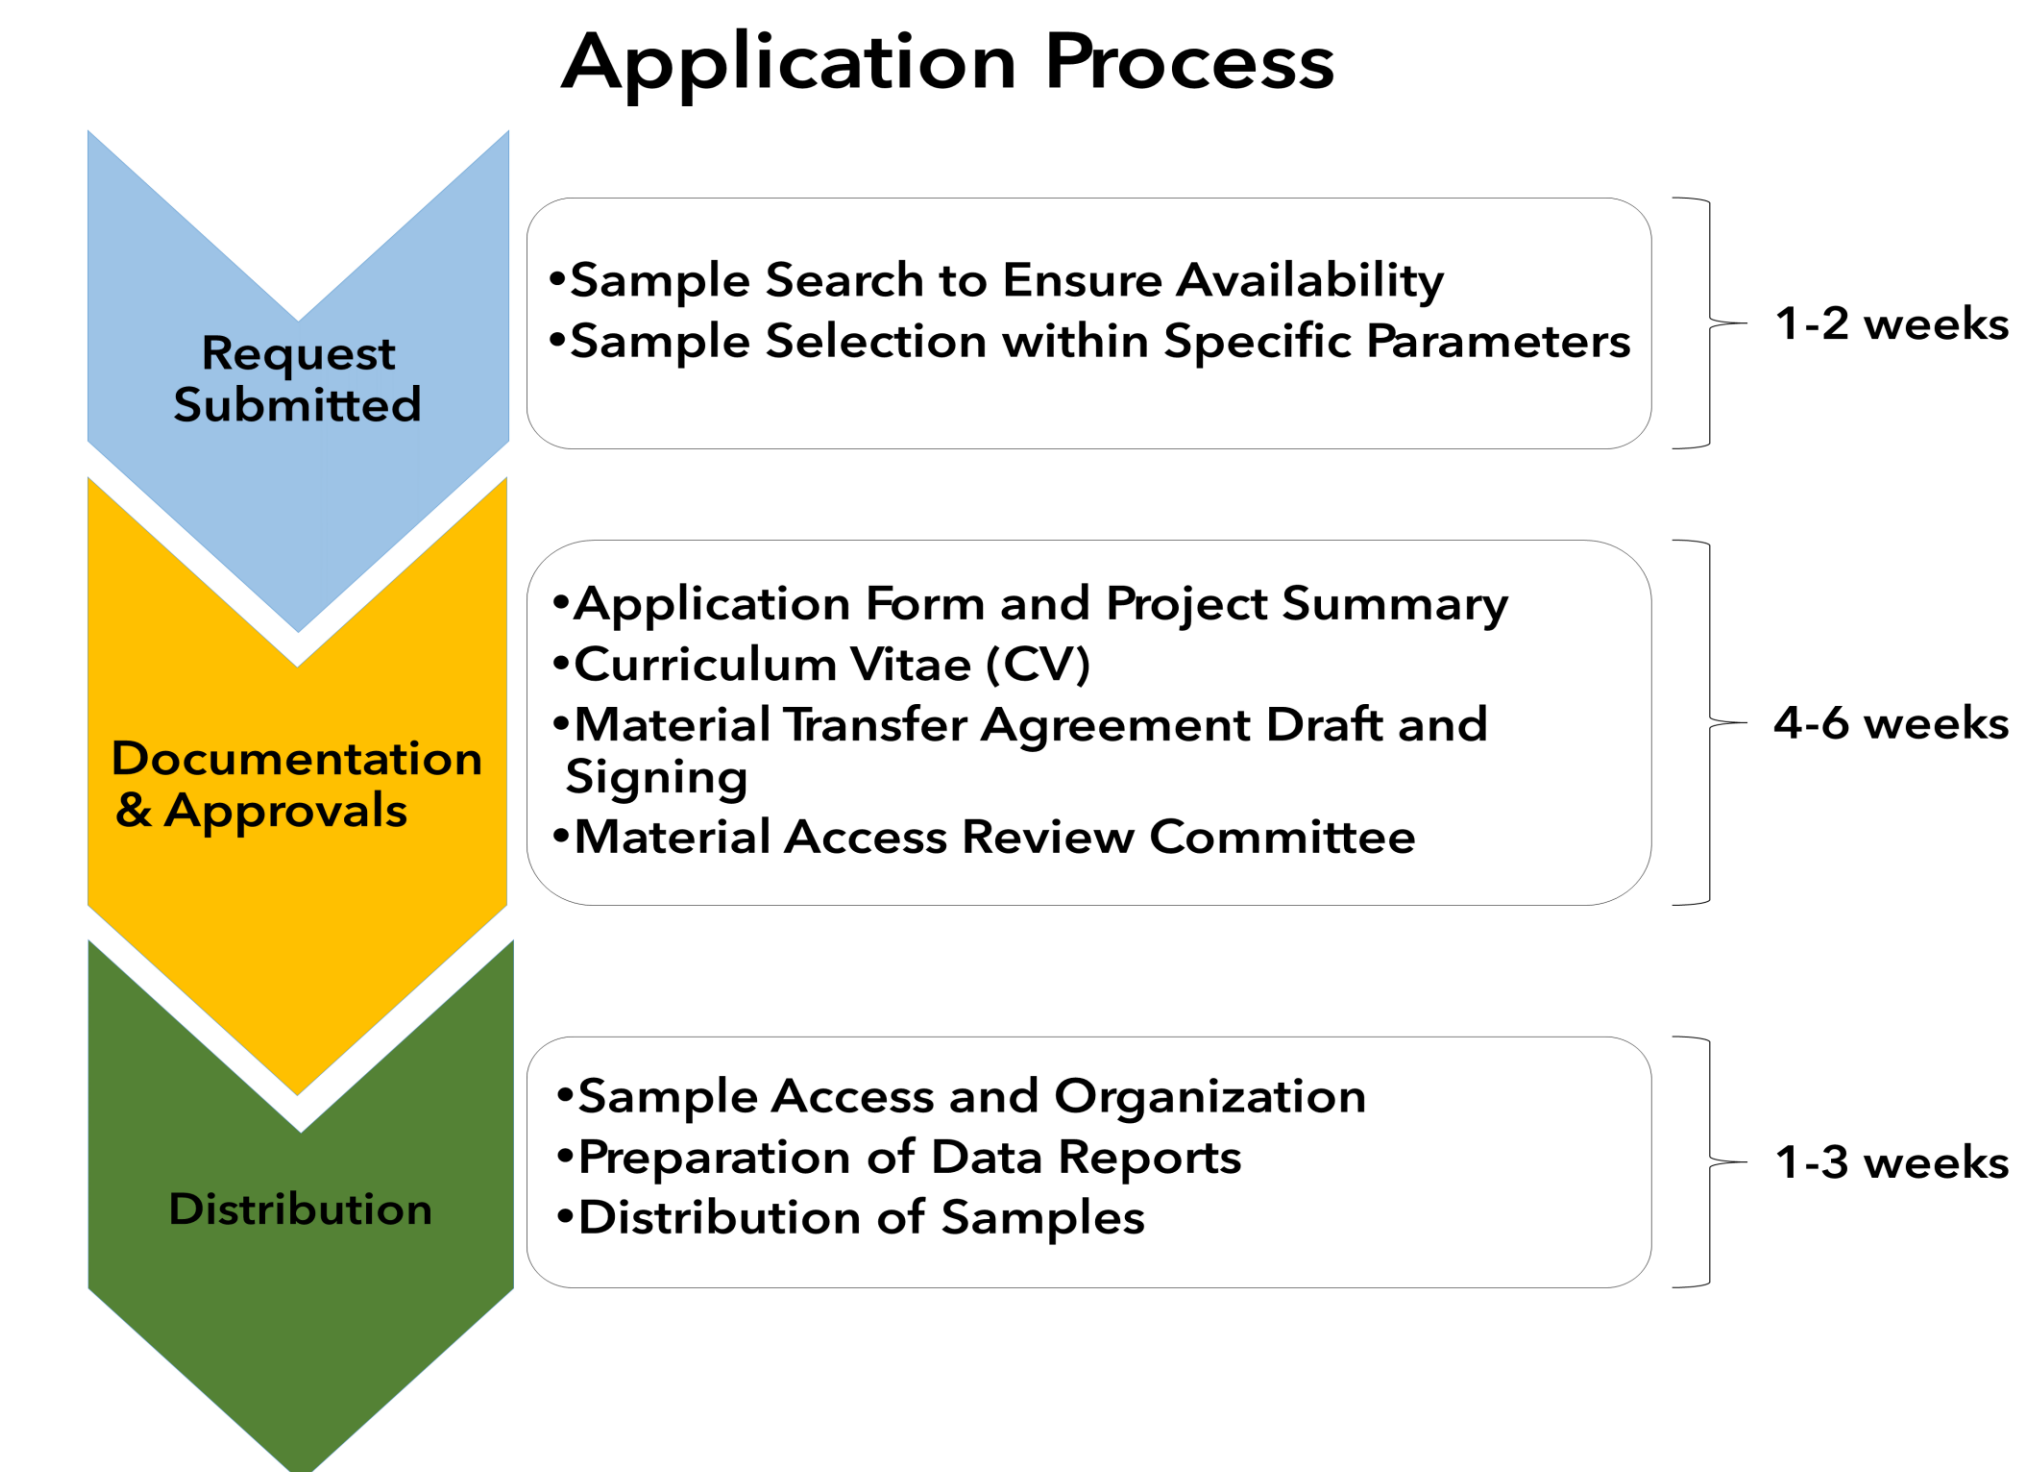 Application Process
Request
Submitted
•Sample Search to Ensure Availability
•Sample Selection within Specific Parameters
1-2 weeks
Documentation
& Approvals
•Application Form and Project Summary
•Curriculum Vitae (CV)
•Material Transfer Agreement Draft and
Signing
•Material Access Review Committee
4-6 weeks
Distribution
•Sample Access and Organization
•Preparation of Data Reports
•Distribution of Samples
1-3 weeks